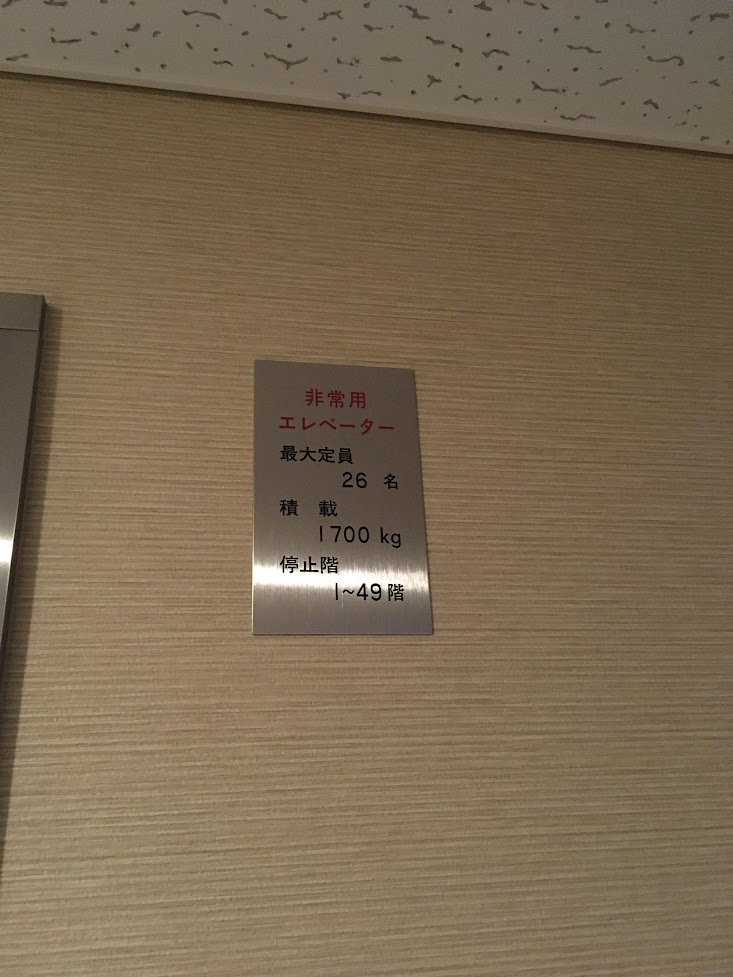 非常用
エレベーター
最大定員
26 名
積 載
1700 kg
停止階
1~49階